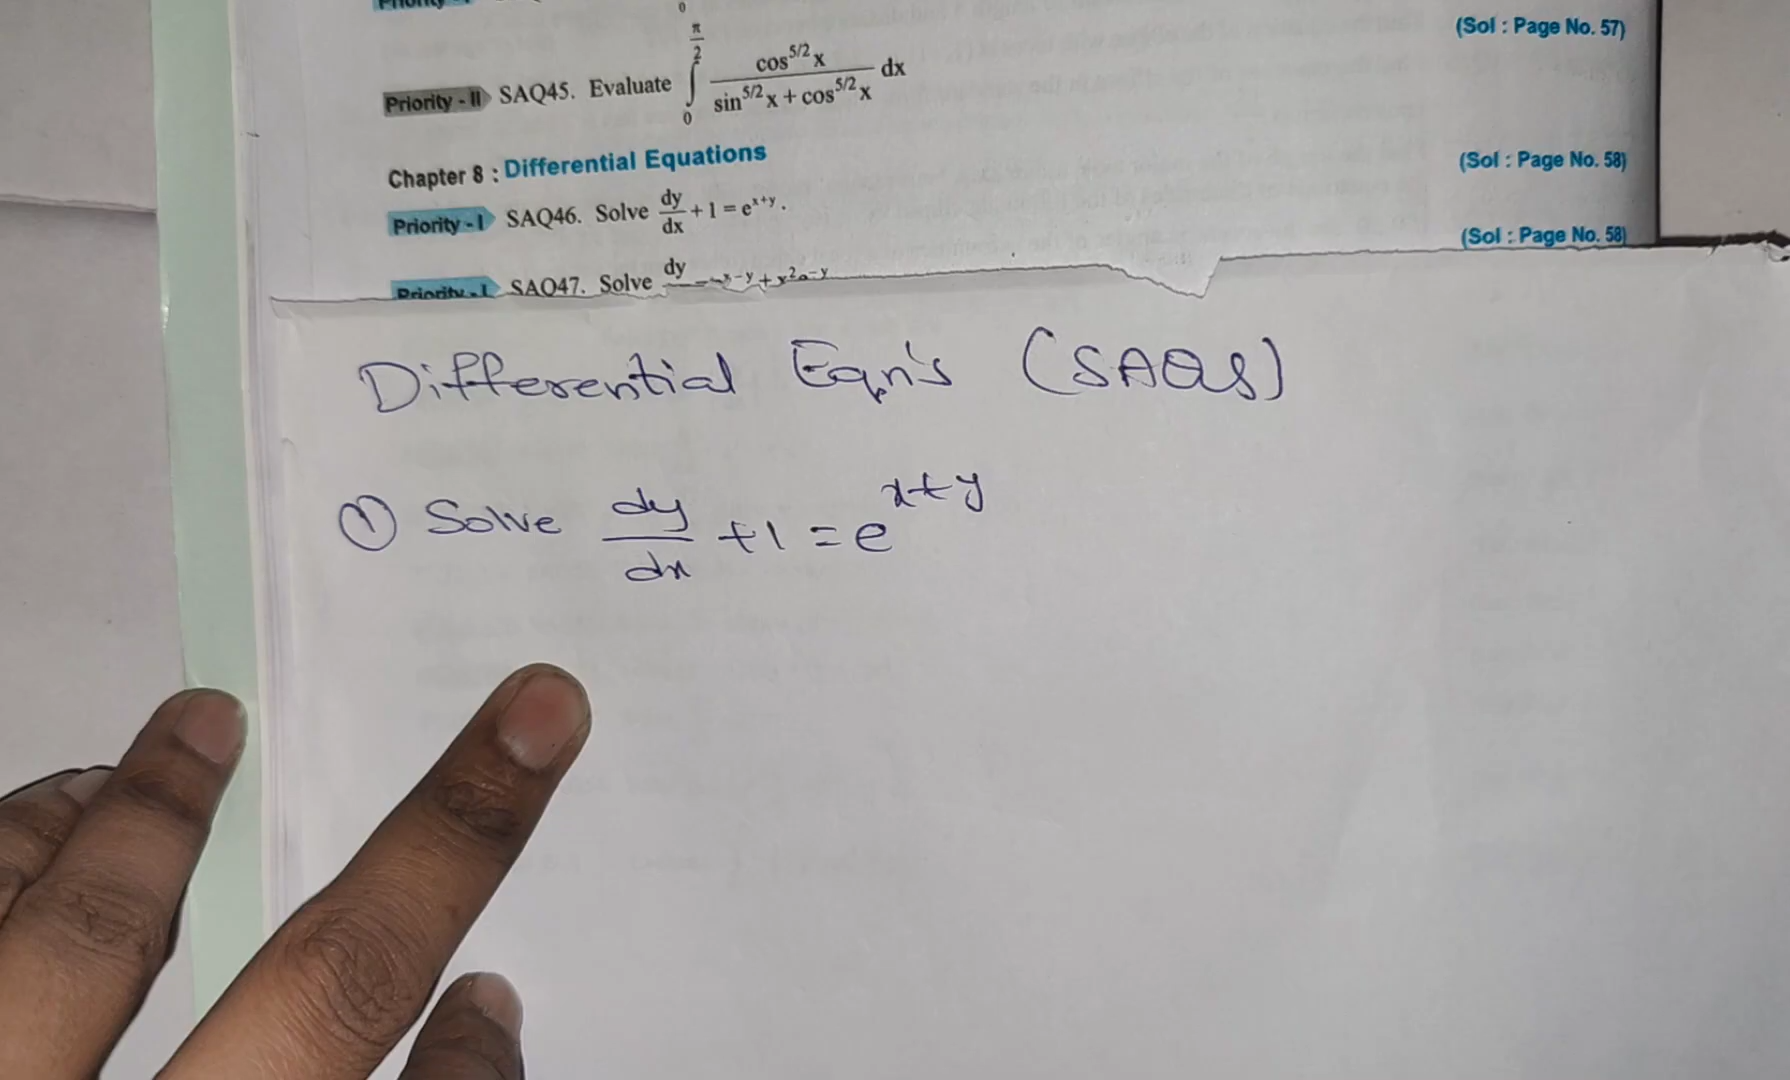 0
(Sol : Page No. 57)
Priority - II SAQ45. Evaluate ∫₀^(π/2) cos^(5/2) x / (sin^(5/2) x + cos^(5/2) x) dx
Chapter 8 : Differential Equations
(Sol : Page No. 58)
Priority - I SAQ46. Solve dy/dx + 1 = e^(x+y).
(Sol : Page No. 58)
Priority - I SAQ47. Solve dy
Differential Eqn's (SAQS)
① Solve dy/dx + 1 = e^(x+y)